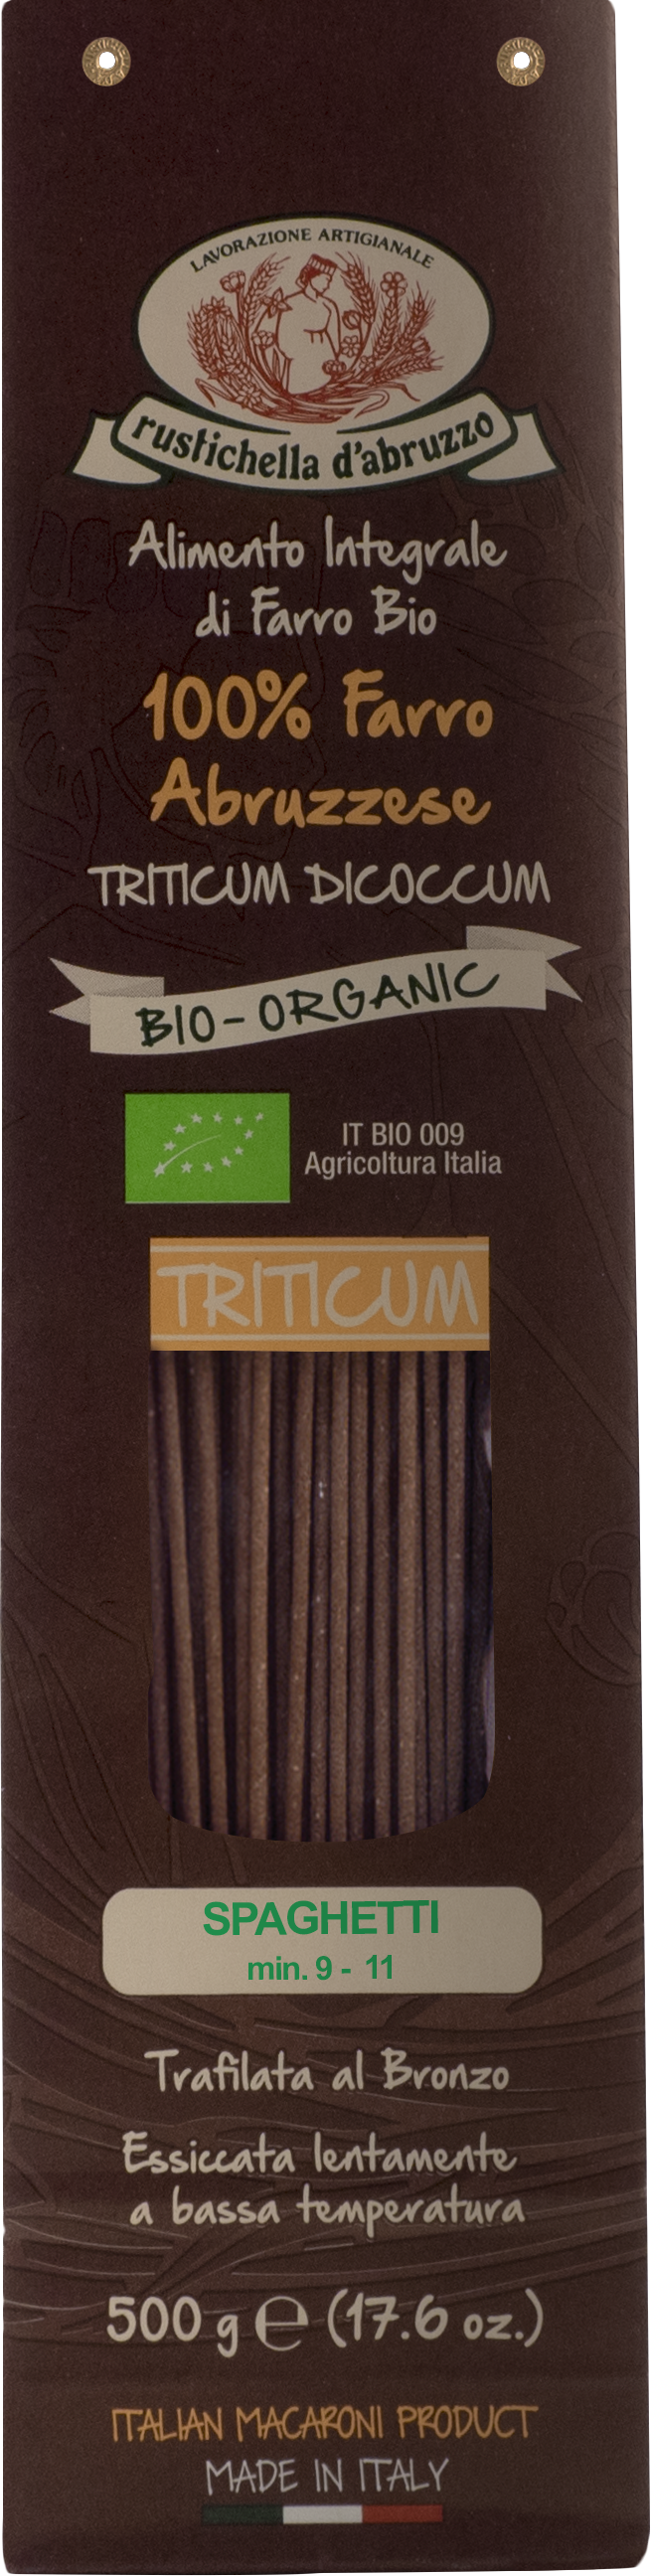 LAVORAZIONE ARTIGIANALE
rustichella d'abruzzo
Alimento Integrale
di Farro Bio
100% Farro
Abruzzese
TRITICUM DICOCCUM
BIO-ORGANIC
IT BIO 009
Agricoltura Italia
TRITICUM
SPAGHETTI
min. 9 - 11
Trafilata al Bronzo
Essiccata lentamente
a bassa temperatura
500 g ℮ (17.6 oz.)
ITALIAN MACARONI PRODUCT
MADE IN ITALY